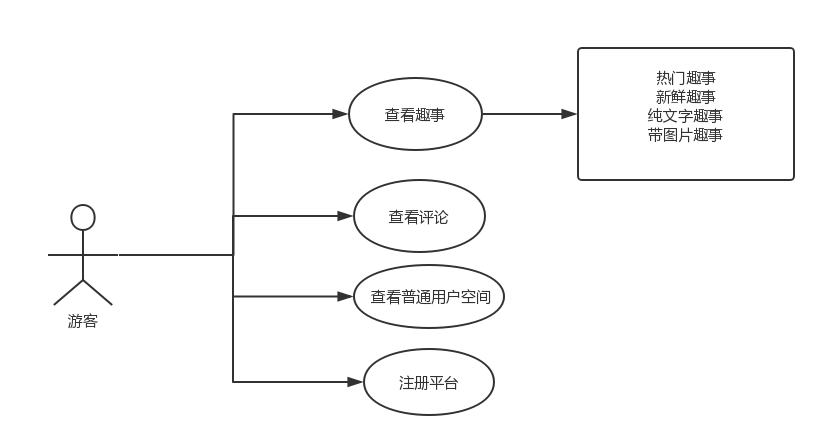 热门趣事
新鲜趣事
纯文字趣事
带图片趣事
查看趣事
查看评论
查看普通用户空间
游客
注册平台